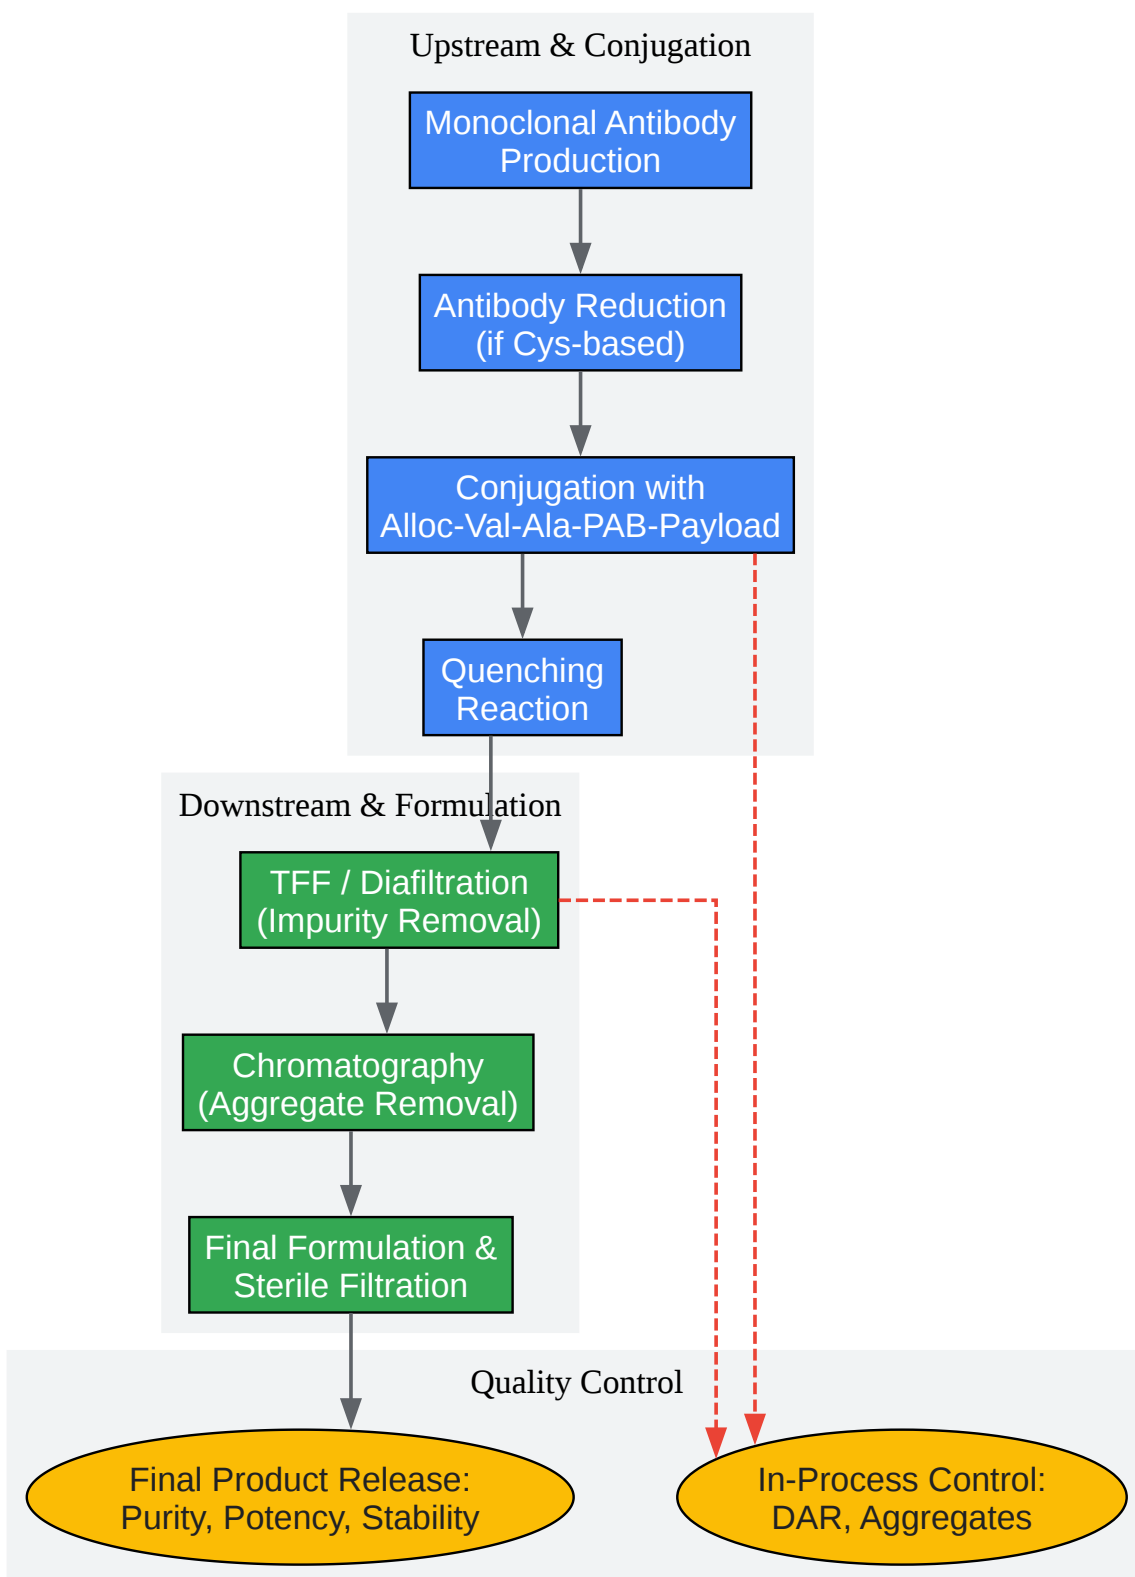 Upstream & Conjugation
Monoclonal Antibody
Production
Antibody Reduction
(if Cys-based)
Conjugation with
Alloc-Val-Ala-PAB-Payload
Quenching
Reaction
Downstream & Formulation
TFF / Diafiltration
(Impurity Removal)
Chromatography
(Aggregate Removal)
Final Formulation &
Sterile Filtration
Quality Control
Final Product Release:
Purity, Potency, Stability
In-Process Control:
DAR, Aggregates